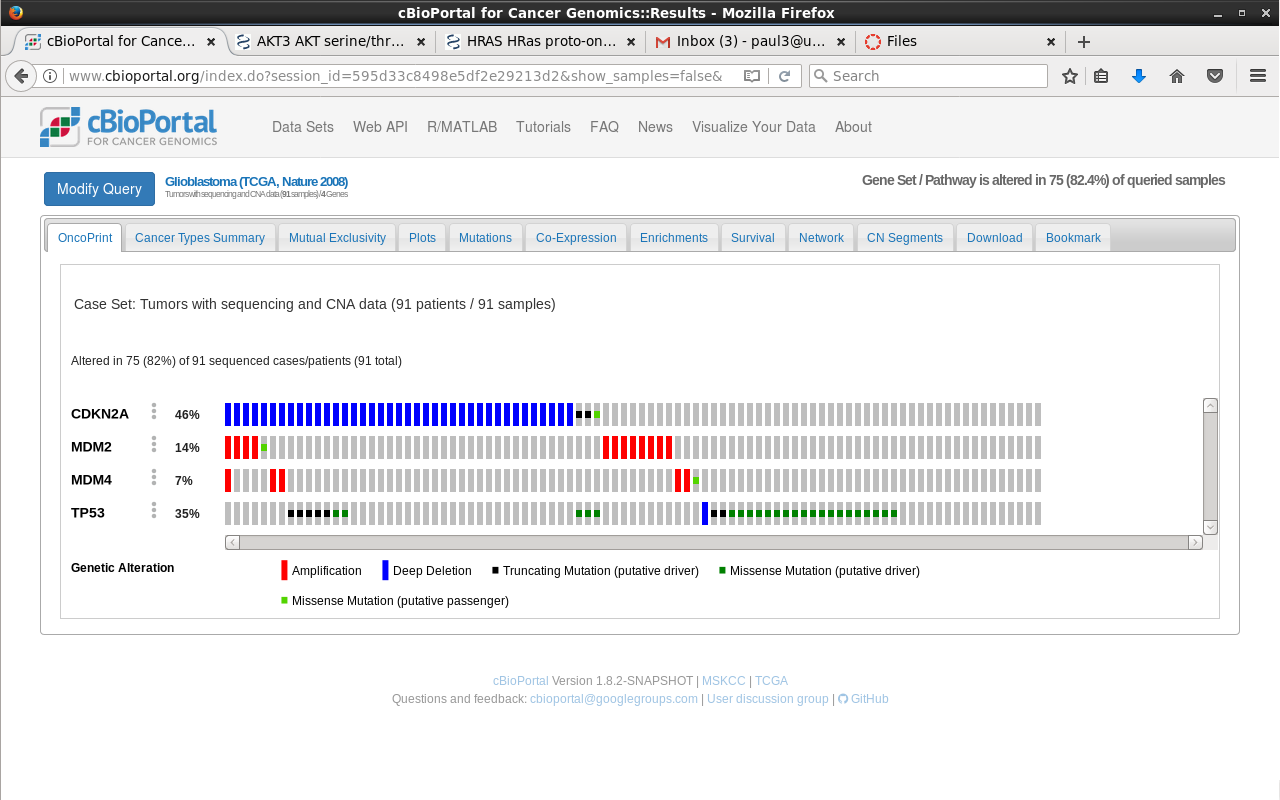 cBioPortal for Cancer Genomics::Results - Mozilla Firefox
cBioPortal for Cance... AKT3 AKT serine/thr... HRAS HRas proto-on... Inbox (3) - paul3@u... Files
www.cbioportal.org/index.do?session_id=595d33c8498e5df2e29213d2&show_samples=false& Search
cBioPortal
FOR CANCER GENOMICS
Data Sets Web API R/MATLAB Tutorials FAQ News Visualize Your Data About
Modify Query
Glioblastoma (TCGA, Nature 2008)
Tumors with sequencing and CNA data (91 samples) / 4 Genes
Gene Set / Pathway is altered in 75 (82.4%) of queried samples
OncoPrint Cancer Types Summary Mutual Exclusivity Plots Mutations Co-Expression Enrichments Survival Network CN Segments Download Bookmark
Case Set: Tumors with sequencing and CNA data (91 patients / 91 samples)
Altered in 75 (82%) of 91 sequenced cases/patients (91 total)
CDKN2A 46%
MDM2 14%
MDM4 7%
TP53 35%
Genetic Alteration Amplification Deep Deletion Truncating Mutation (putative driver) Missense Mutation (putative driver)
Missense Mutation (putative passenger)
cBioPortal Version 1.8.2-SNAPSHOT | MSKCC | TCGA
Questions and feedback: cbioportal@googlegroups.com | User discussion group | GitHub